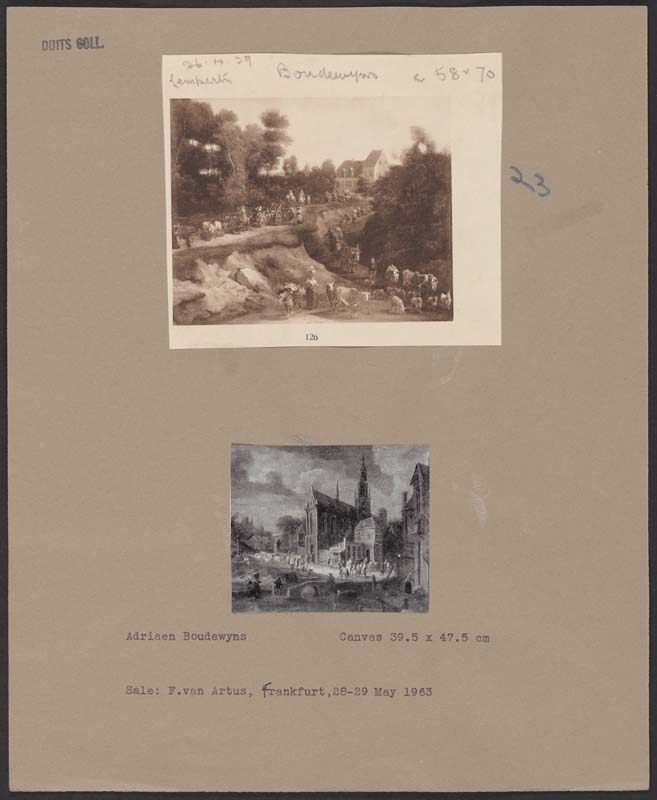 DUITS COLL.
26.4.39
Lempertz
Boudewyns
c 58 x 70
23
126
Adriaen Boudewyns Canvas 39.5 x 47.5 cm
Sale: F.van Artus, frankfurt,28-29 May 1963